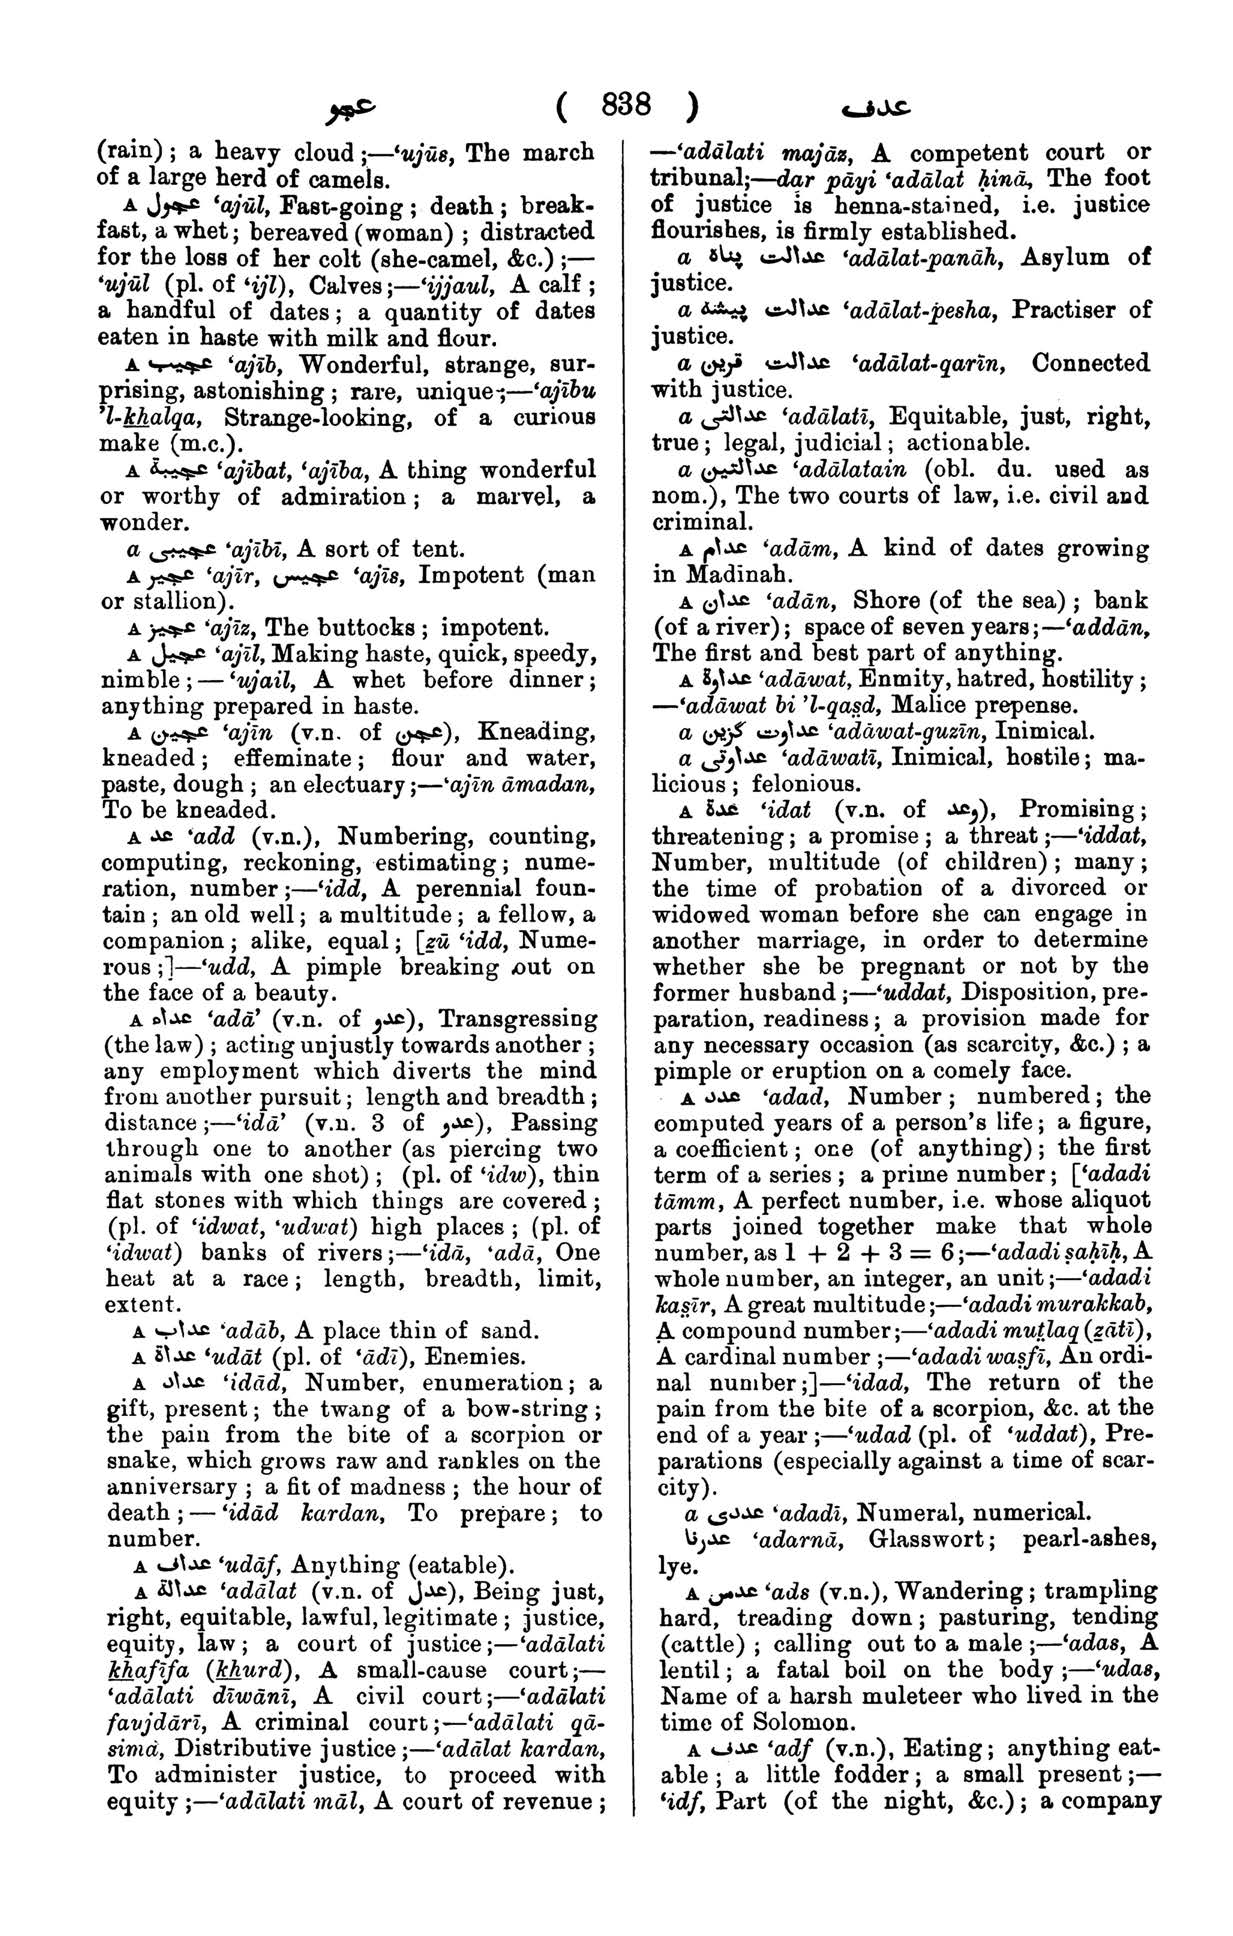 عجو ( 838 ) عدف
(rain) ; a heavy cloud ;—‘ujūs, The march
of a large herd of camels.
A عجول ‘ajūl, Fast-going ; death ; break-
fast, a whet ; bereaved (woman) ; distracted
for the loss of her colt (she-camel, &c.) ;—
‘ujūl (pl. of ‘ijl), Calves ;—‘ijjaul, A calf ;
a handful of dates ; a quantity of dates
eaten in haste with milk and flour.
A عجيب ‘ajīb, Wonderful, strange, sur-
prising, astonishing ; rare, unique ;—‘ajību
’l-khalqa, Strange-looking, of a curious
make (m.c.).
A عجيبة ‘ajībat, ‘ajība, A thing wonderful
or worthy of admiration ; a marvel, a
wonder.
a عجيبى ‘ajībī, A sort of tent.
A عجير ‘ajīr, عجيس ‘ajīs, Impotent (man
or stallion).
A عجيز ‘ajīz, The buttocks ; impotent.
A عجيل ‘ajīl, Making haste, quick, speedy,
nimble ; — ‘ujail, A whet before dinner ;
anything prepared in haste.
A عجين ‘ajīn (v.n. of عجن), Kneading,
kneaded ; effeminate ; flour and water,
paste, dough ; an electuary ;—‘ajīn āmadan,
To be kneaded.
A عد ‘add (v.n.), Numbering, counting,
computing, reckoning, estimating ; nume-
ration, number ;—‘idd, A perennial foun-
tain ; an old well ; a multitude ; a fellow, a
companion ; alike, equal ; [z̤ū ‘idd, Nume-
rous ;]—‘udd, A pimple breaking out on
the face of a beauty.
A عداء ‘adā’ (v.n. of عدو), Transgressing
(the law) ; acting unjustly towards another ;
any employment which diverts the mind
from another pursuit ; length and breadth ;
distance ;—‘idā’ (v.n. 3 of عدو), Passing
through one to another (as piercing two
animals with one shot) ; (pl. of ‘idw), thin
flat stones with which things are covered ;
(pl. of ‘idwat, ‘udwat) high places ; (pl. of
‘idwat) banks of rivers ;—‘idā, ‘adā, One
heat at a race ; length, breadth, limit,
extent.
A عداب ‘adāb, A place thin of sand.
A عداة ‘udāt (pl. of ‘ādī), Enemies.
A عداد ‘idād, Number, enumeration ; a
gift, present ; the twang of a bow-string ;
the pain from the bite of a scorpion or
snake, which grows raw and rankles on the
anniversary ; a fit of madness ; the hour of
death ; — ‘idād kardan, To prepare ; to
number.
A عداف ‘udāf, Anything (eatable).
A عدالة ‘adālat (v.n. of عدل), Being just,
right, equitable, lawful, legitimate ; justice,
equity, law ; a court of justice ;—‘adālati
khafīfa (khurd), A small-cause court ;—
‘adālati dīwānī, A civil court ;—‘adālati
favjdārī, A criminal court ;—‘adālati qā-
sima, Distributive justice ;—‘adālat kardan,
To administer justice, to proceed with
equity ;—‘adālati māl, A court of revenue ;
—‘adālati majāz, A competent court or
tribunal;—dar pāyi ‘adālat ḥinā, The foot
of justice is henna-stained, i.e. justice
flourishes, is firmly established.
a عدالت پناه ‘adālat-panāh, Asylum of
justice.
a عدالت پيشه ‘adālat-pesha, Practiser of
justice.
a عدالت قرين ‘adālat-qarīn, Connected
with justice.
a عدالتى ‘adālatī, Equitable, just, right,
true ; legal, judicial ; actionable.
a عدالتين ‘adālatain (obl. du. used as
nom.), The two courts of law, i.e. civil and
criminal.
A عدام ‘adām, A kind of dates growing
in Madinah.
A عدان ‘adān, Shore (of the sea) ; bank
(of a river) ; space of seven years ;—‘addān,
The first and best part of anything.
A عداوة ‘adāwat, Enmity, hatred, hostility ;
—‘adāwat bi ’l-qaṣd, Malice prepense.
a عداوت گزين ‘adāwat-guzīn, Inimical.
a عداوتى ‘adāwatī, Inimical, hostile ; ma-
licious ; felonious.
A عدة ‘idat (v.n. of وعد), Promising ;
threatening ; a promise ; a threat ;—‘iddat,
Number, multitude (of children) ; many ;
the time of probation of a divorced or
widowed woman before she can engage in
another marriage, in order to determine
whether she be pregnant or not by the
former husband ;—‘uddat, Disposition, pre-
paration, readiness ; a provision made for
any necessary occasion (as scarcity, &c.) ; a
pimple or eruption on a comely face.
A عدد ‘adad, Number ; numbered ; the
computed years of a person’s life ; a figure,
a coefficient ; one (of anything) ; the first
term of a series ; a prime number ; [‘adadi
tāmm, A perfect number, i.e. whose aliquot
parts joined together make that whole
number, as 1 + 2 + 3 = 6 ;—‘adadi ṣaḥīḥ, A
whole number, an integer, an unit ;—‘adadi
kas̤īr, A great multitude ;—‘adadi murakkab,
A compound number ;—‘adadi mut̤laq (z̤ātī),
A cardinal number ;—‘adadi waṣfī, An ordi-
nal number ;]—‘idad, The return of the
pain from the bite of a scorpion, &c. at the
end of a year ;—‘udad (pl. of ‘uddat), Pre-
parations (especially against a time of scar-
city).
a عددى ‘adadī, Numeral, numerical.
عدرنا ‘adarnā, Glasswort ; pearl-ashes,
lye.
A عدس ‘ads (v.n.), Wandering ; trampling
hard, treading down ; pasturing, tending
(cattle) ; calling out to a male ;—‘adas, A
lentil ; a fatal boil on the body ;—‘udas,
Name of a harsh muleteer who lived in the
time of Solomon.
A عدف ‘adf (v.n.), Eating ; anything eat-
able ; a little fodder ; a small present ;—
‘idf, Part (of the night, &c.) ; a company